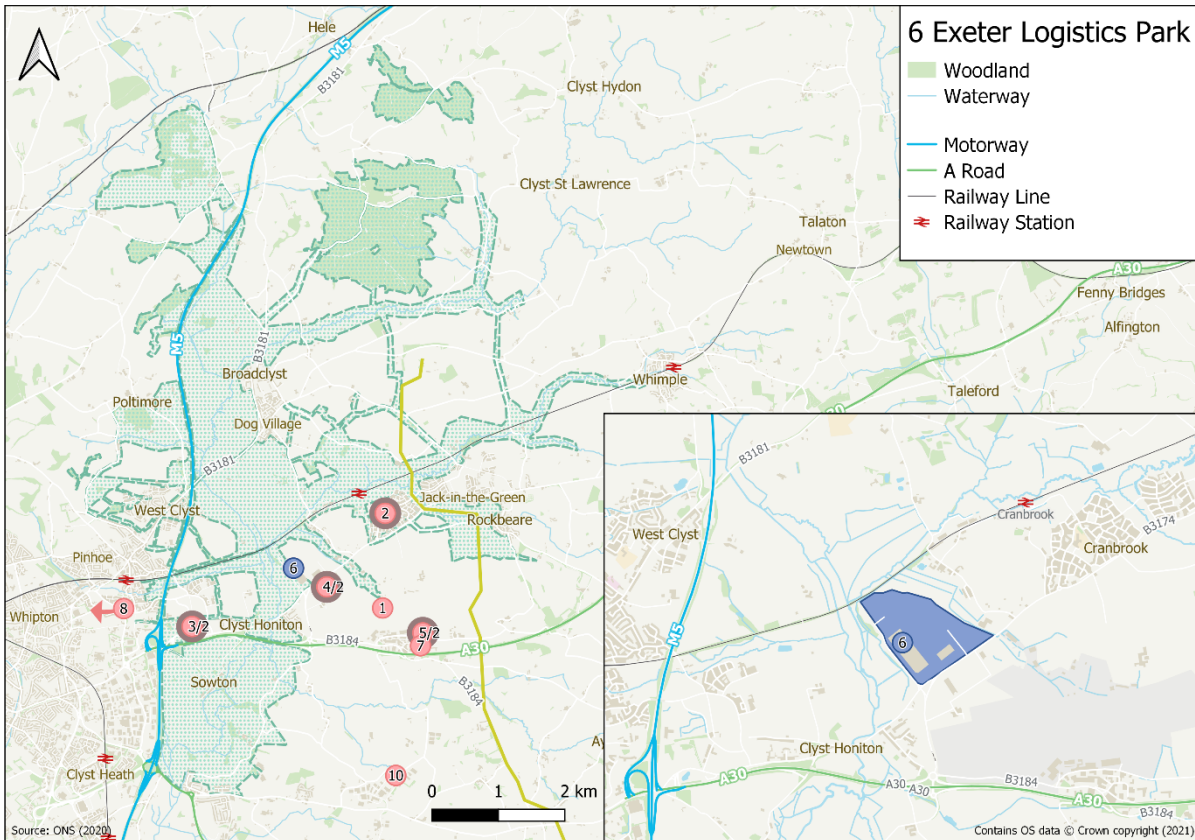 6 Exeter Logistics Park
Woodland
Waterway
Motorway
A Road
Railway Line
Railway Station
Hele
M5
B3181
Clyst Hydon
Clyst St Lawrence
Talaton
Newtown
A30
Fenny Bridges
Alfington
M5
B3181
Broadclyst
Whimple
Taleford
Poltimore
Dog Village
B3181
Jack-in-the-Green
West Clyst
2
Rockbeare
Pinhoe
6
4/2
Whipton
8
1
3/2
Clyst Honiton
B3184
5/2
7
A30
Sowton
B3184
Clyst Heath
10
0
1
2 km
Source: ONS (2020)
B3181
M5
West Clyst
Cranbrook
B3174
Cranbrook
6
Clyst Honiton
A30
A30
A30
B3184
A30
B3184
Contains OS data © Crown copyright (2021)